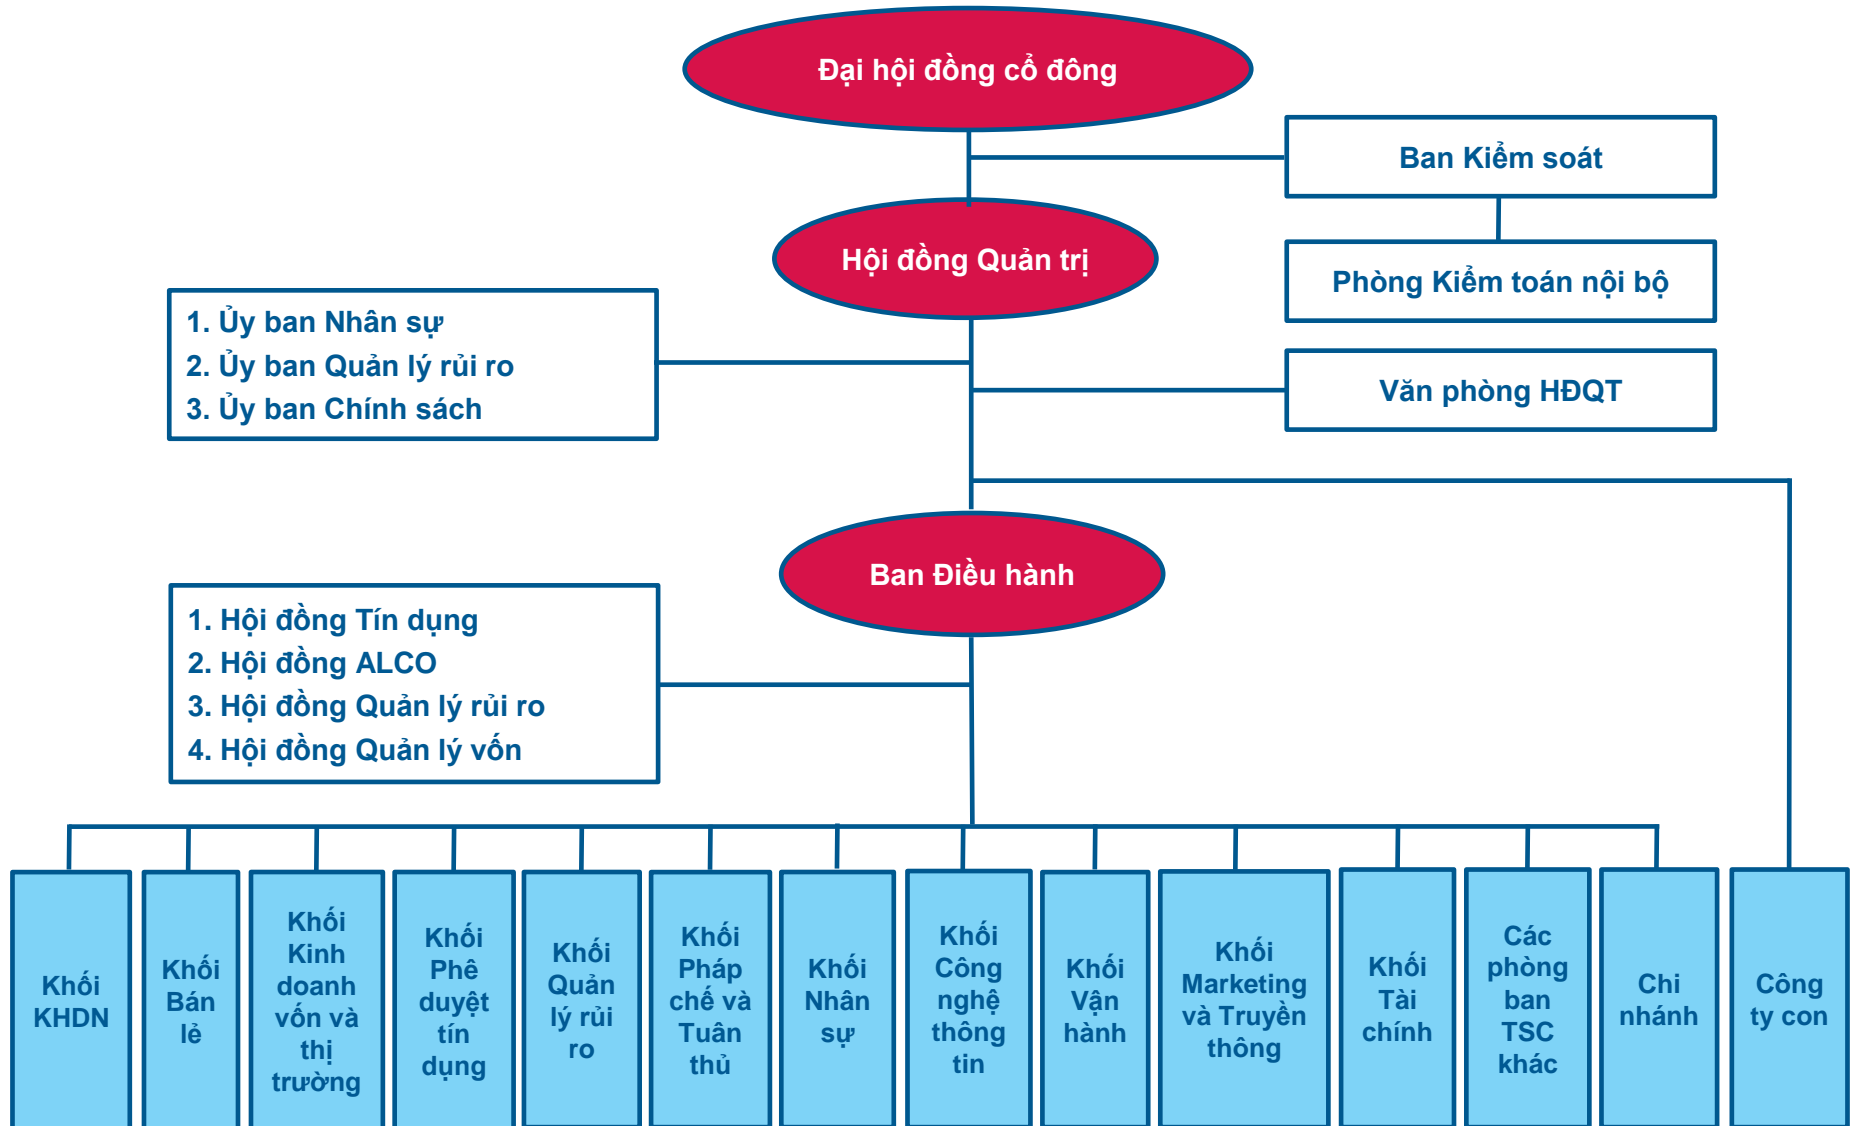 Đại hội đồng cổ đông
Ban Kiểm soát
Hội đồng Quản trị
Phòng Kiểm toán nội bộ
1. Ủy ban Nhân sự
2. Ủy ban Quản lý rủi ro
3. Ủy ban Chính sách
Văn phòng HĐQT
Ban Điều hành
1. Hội đồng Tín dụng
2. Hội đồng ALCO
3. Hội đồng Quản lý rủi ro
4. Hội đồng Quản lý vốn
Khối
KHDN
Khối
Bán
lẻ
Khối
Kinh
doanh
vốn và
thị
trường
Khối
Phê
duyệt
tín
dụng
Khối
Quản
lý rủi
ro
Khối
Pháp
chế và
Tuân
thủ
Khối
Nhân
sự
Khối
Công
nghệ
thông
tin
Khối
Vận
hành
Khối
Marketing
và Truyền
thông
Khối
Tài
chính
Các
phòng
ban
TSC
khác
Chi
nhánh
Công
ty con